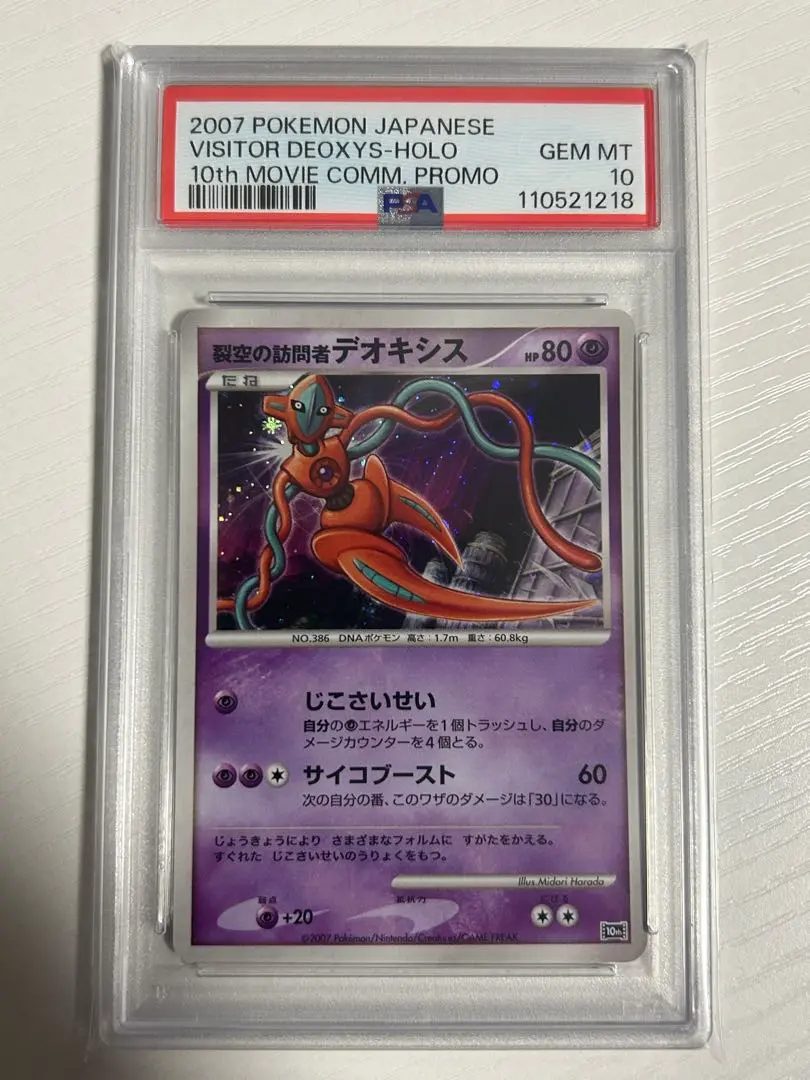 2007 POKEMON JAPANESE
VISITOR DEOXYS-HOLO GEM MT
10th MOVIE COMM. PROMO 10
PSA 110521218
裂空の訪問者デオキシス HP80
たね
NO.386 DNAポケモン 高さ:1.7m 重さ:60.8kg
じこさいせい
自分の エネルギーを1個トラッシュし、自分のダ
メージカウンターを4個とる。
サイコブースト 60
次の自分の番、このワザのダメージは「30」になる。
じょうきょうにより さまざまなフォルムに すがたをかえる。
すぐれた じこさいせいのうりょくをもつ。
Illus. Midori Harada
弱点 抵抗力 にげる
+20
©2007 Pokémon/Nintendo/Creatures/GAME FREAK
10th